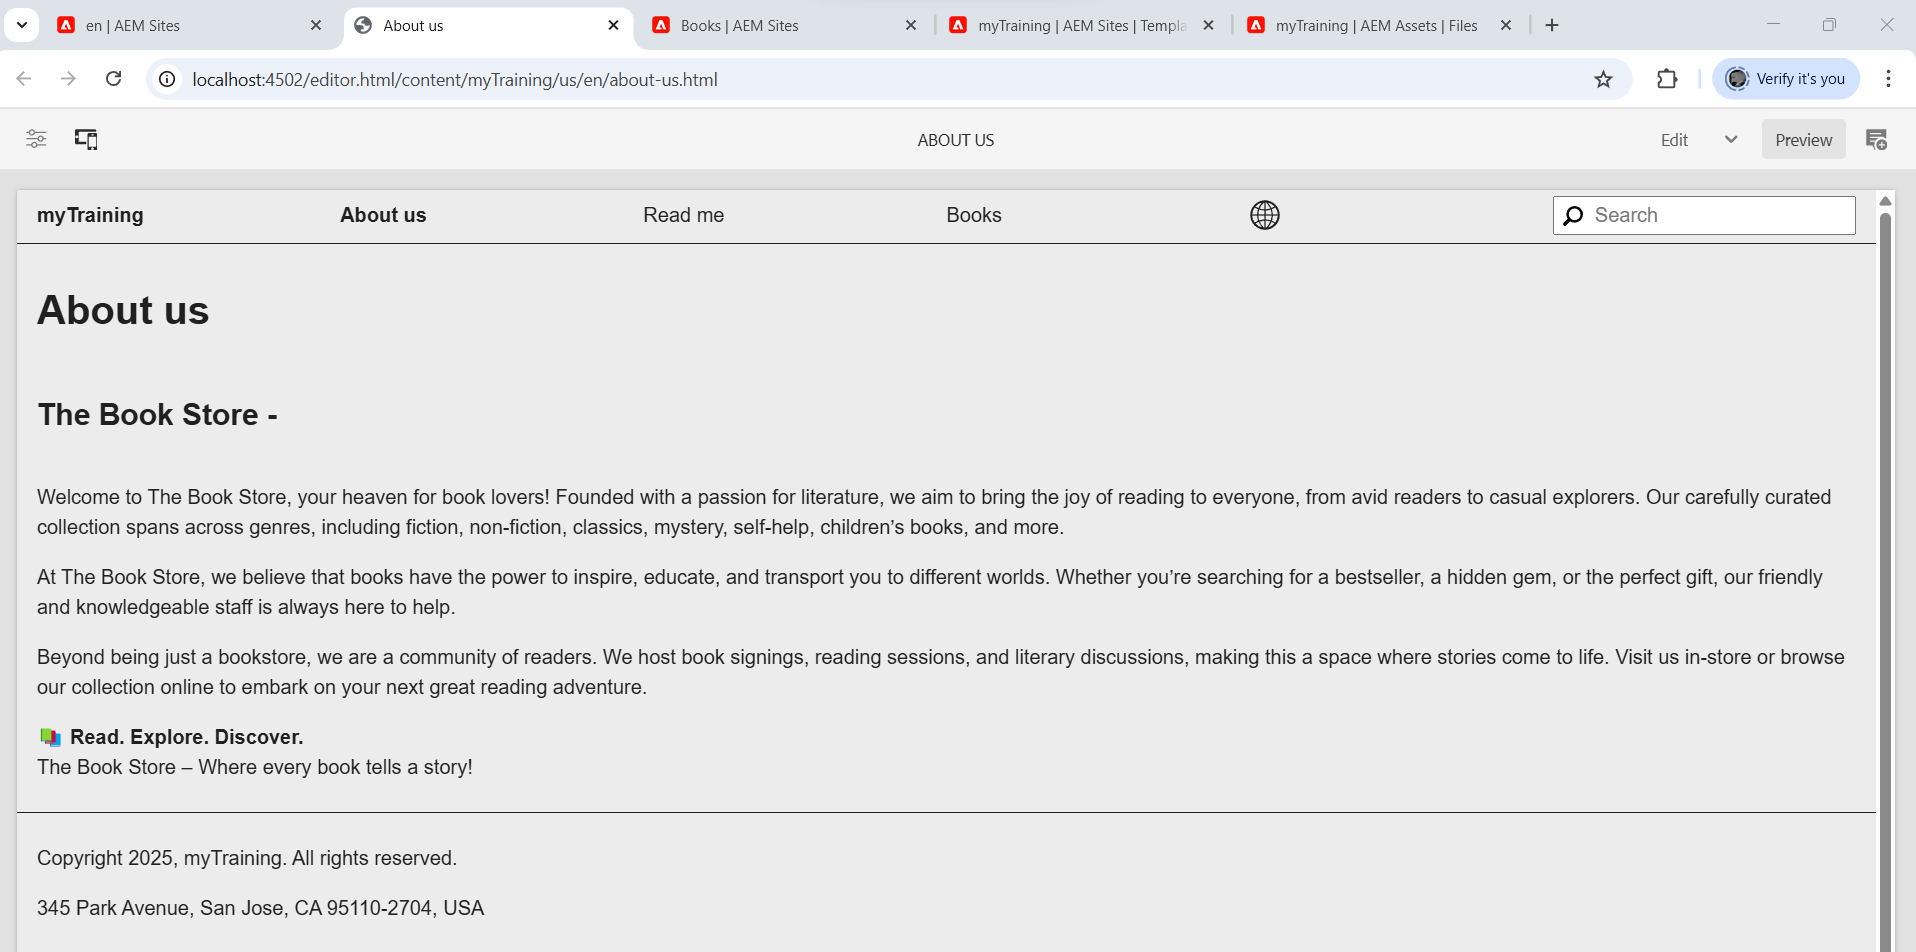 en | AEM Sites
About us
Books | AEM Sites
myTraining | AEM Sites | Templa
myTraining | AEM Assets | Files
localhost:4502/editor.html/content/myTraining/us/en/about-us.html
Verify it's you
ABOUT US
Edit
Preview
myTraining
About us
Read me
Books
Search
About us
The Book Store -
Welcome to The Book Store, your heaven for book lovers! Founded with a passion for literature, we aim to bring the joy of reading to everyone, from avid readers to casual explorers. Our carefully curated
collection spans across genres, including fiction, non-fiction, classics, mystery, self-help, children’s books, and more.
At The Book Store, we believe that books have the power to inspire, educate, and transport you to different worlds. Whether you’re searching for a bestseller, a hidden gem, or the perfect gift, our friendly
and knowledgeable staff is always here to help.
Beyond being just a bookstore, we are a community of readers. We host book signings, reading sessions, and literary discussions, making this a space where stories come to life. Visit us in-store or browse
our collection online to embark on your next great reading adventure.
Read. Explore. Discover.
The Book Store – Where every book tells a story!
Copyright 2025, myTraining. All rights reserved.
345 Park Avenue, San Jose, CA 95110-2704, USA